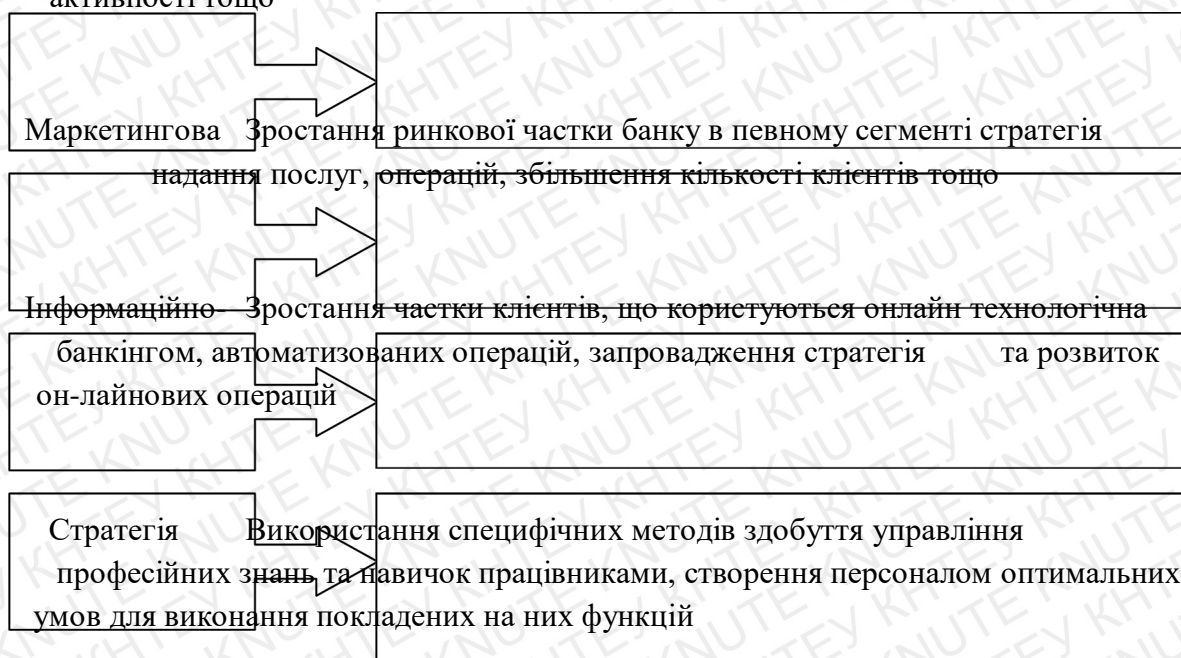 активності тощо
Маркетингова Зростання ринкової частки банку в певному сегменті стратегія
надання послуг, операцій, збільшення кількості клієнтів тощо
Інформаційно- Зростання частки клієнтів, що користуються онлайн технологічна
банкінгом, автоматизованих операцій, запровадження стратегія та розвиток
он-лайнових операцій
Стратегія Використання специфічних методів здобуття управління
професійних знань та навичок працівниками, створення персоналом оптимальних
умов для виконання покладених на них функцій